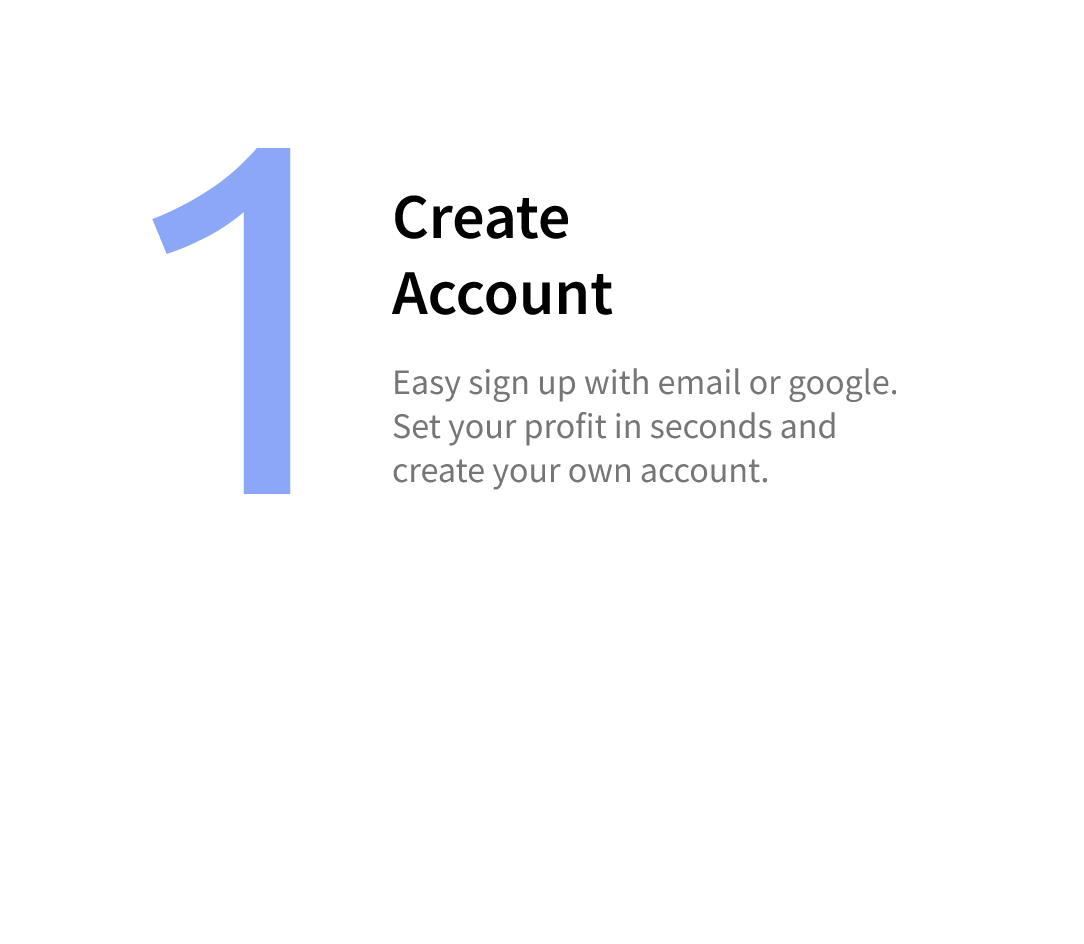 1
Create
Account
Easy sign up with email or google.
Set your profit in seconds and
create your own account.